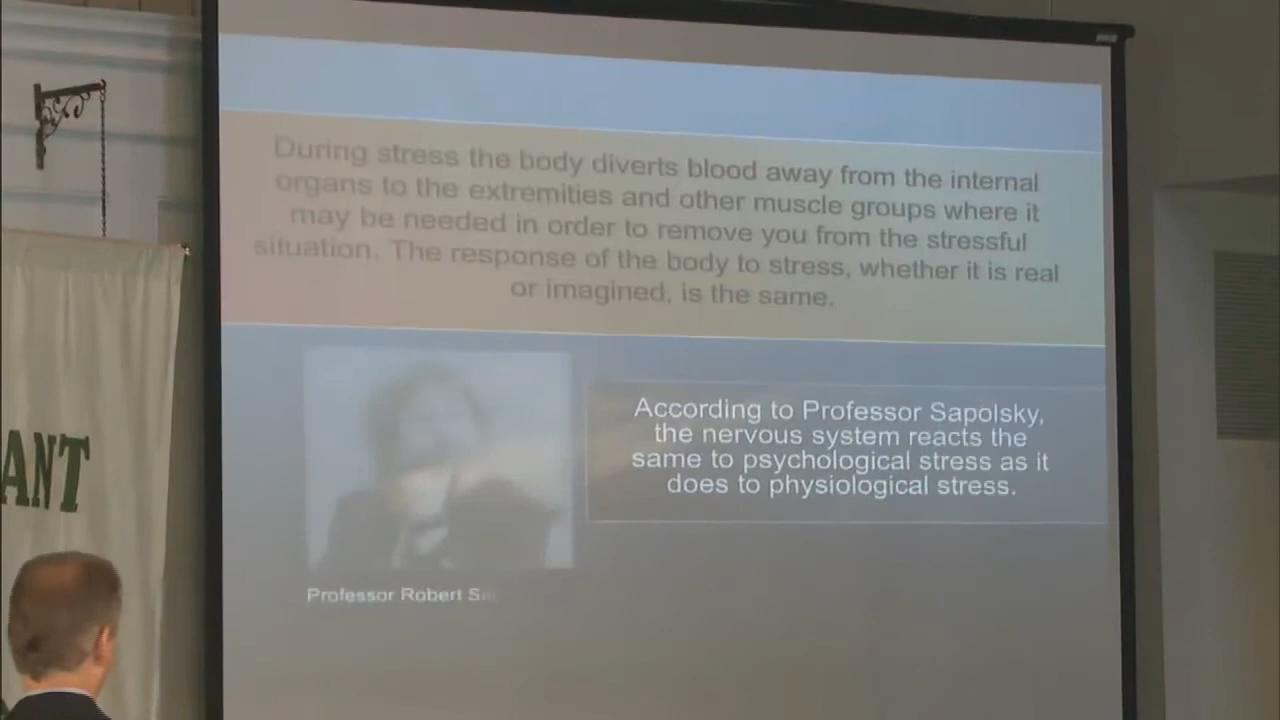 During stress the body diverts blood away from the internal
organs to the extremities and other muscle groups where it
may be needed in order to remove you from the stressful
situation. The response of the body to stress, whether it is real
or imagined, is the same.
According to Professor Sapolsky,
the nervous system reacts the
same to psychological stress as it
does to physiological stress.
ANT
Professor Robert